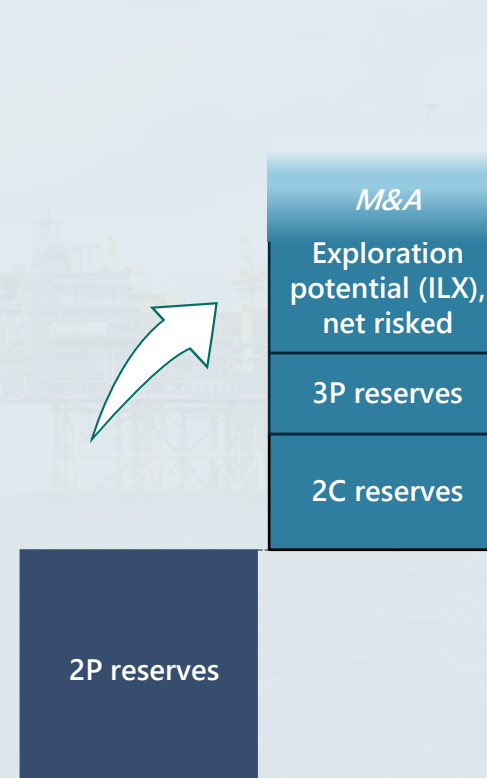 M&A
Exploration
potential (ILX),
net risked
3P reserves
2C reserves
2P reserves